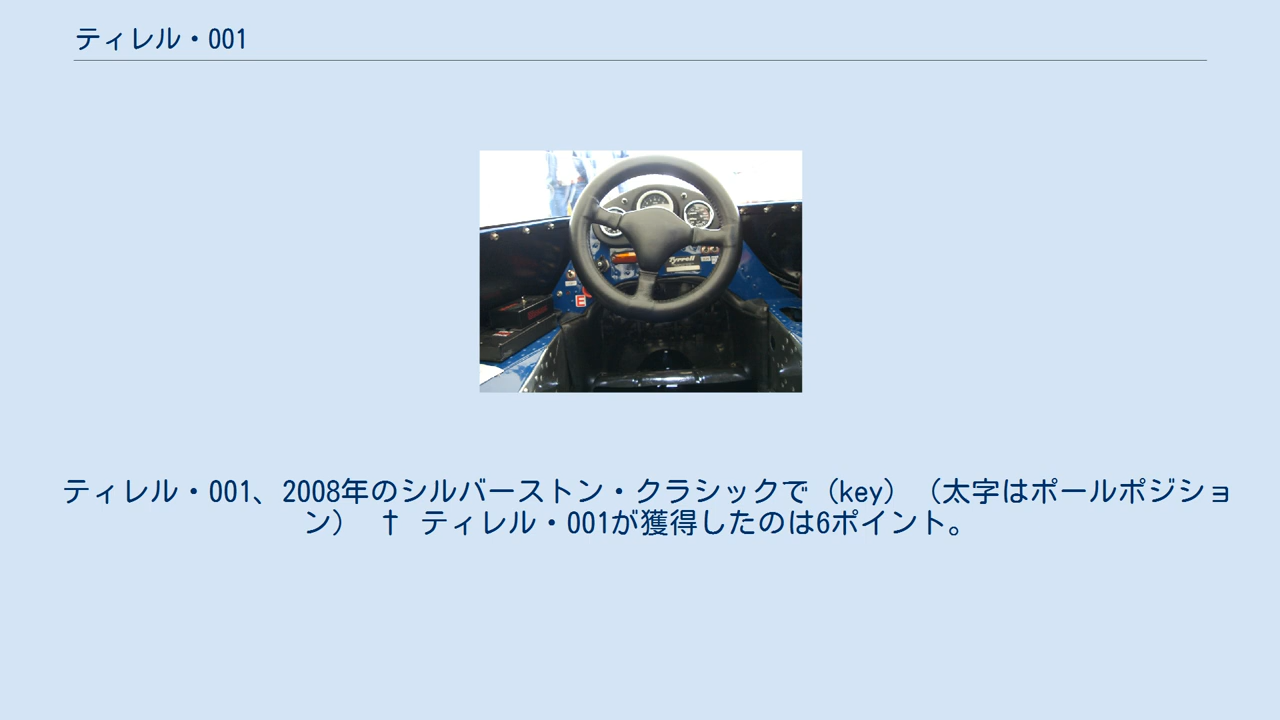 ティレル・001
Tyrrell
E
ティレル・001、2008年のシルバーストン・クラシックで（key）（太字はポールポジショ
ン） † ティレル・001が獲得したのは6ポイント。